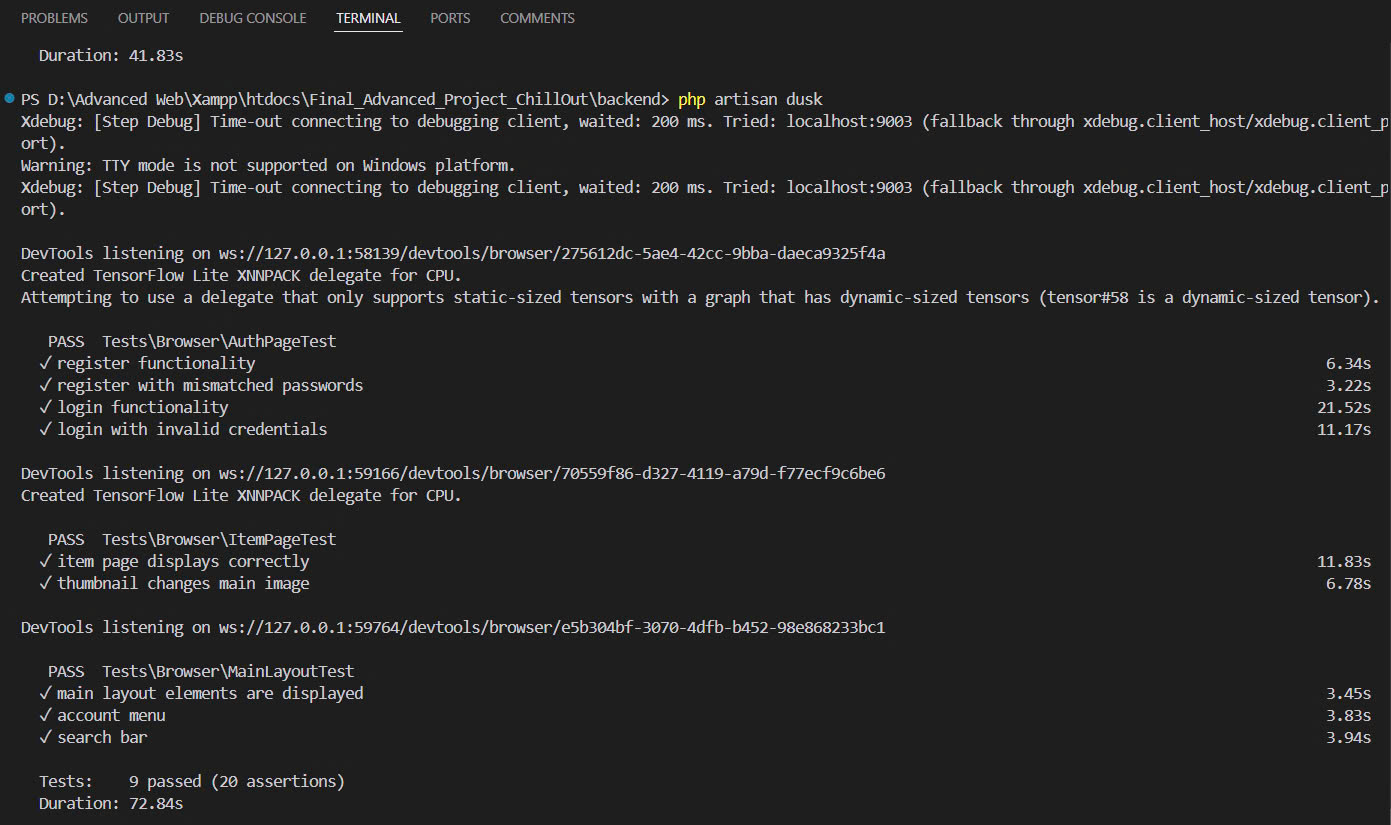 PROBLEMS OUTPUT DEBUG CONSOLE TERMINAL PORTS COMMENTS
Duration: 41.83s
PS D:\Advanced Web\Xampp\htdocs\Final_Advanced_Project_ChillOut\backend> php artisan dusk
Xdebug: [Step Debug] Time-out connecting to debugging client, waited: 200 ms. Tried: localhost:9003 (fallback through xdebug.client_host/xdebug.client_p
ort).
Warning: TTY mode is not supported on Windows platform.
Xdebug: [Step Debug] Time-out connecting to debugging client, waited: 200 ms. Tried: localhost:9003 (fallback through xdebug.client_host/xdebug.client_p
ort).
DevTools listening on ws://127.0.0.1:58139/devtools/browser/275612dc-5ae4-42cc-9bba-daeca9325f4a
Created TensorFlow Lite XNNPACK delegate for CPU.
Attempting to use a delegate that only supports static-sized tensors with a graph that has dynamic-sized tensors (tensor#58 is a dynamic-sized tensor).
PASS Tests\Browser\AuthPageTest
✓ register functionality 6.34s
✓ register with mismatched passwords 3.22s
✓ login functionality 21.52s
✓ login with invalid credentials 11.17s
DevTools listening on ws://127.0.0.1:59166/devtools/browser/70559f86-d327-4119-a79d-f77ecf9c6be6
Created TensorFlow Lite XNNPACK delegate for CPU.
PASS Tests\Browser\ItemPageTest
✓ item page displays correctly 11.83s
✓ thumbnail changes main image 6.78s
DevTools listening on ws://127.0.0.1:59764/devtools/browser/e5b304bf-3070-4dfb-b452-98e868233bc1
PASS Tests\Browser\MainLayoutTest
✓ main layout elements are displayed 3.45s
✓ account menu 3.83s
✓ search bar 3.94s
Tests: 9 passed (20 assertions)
Duration: 72.84s